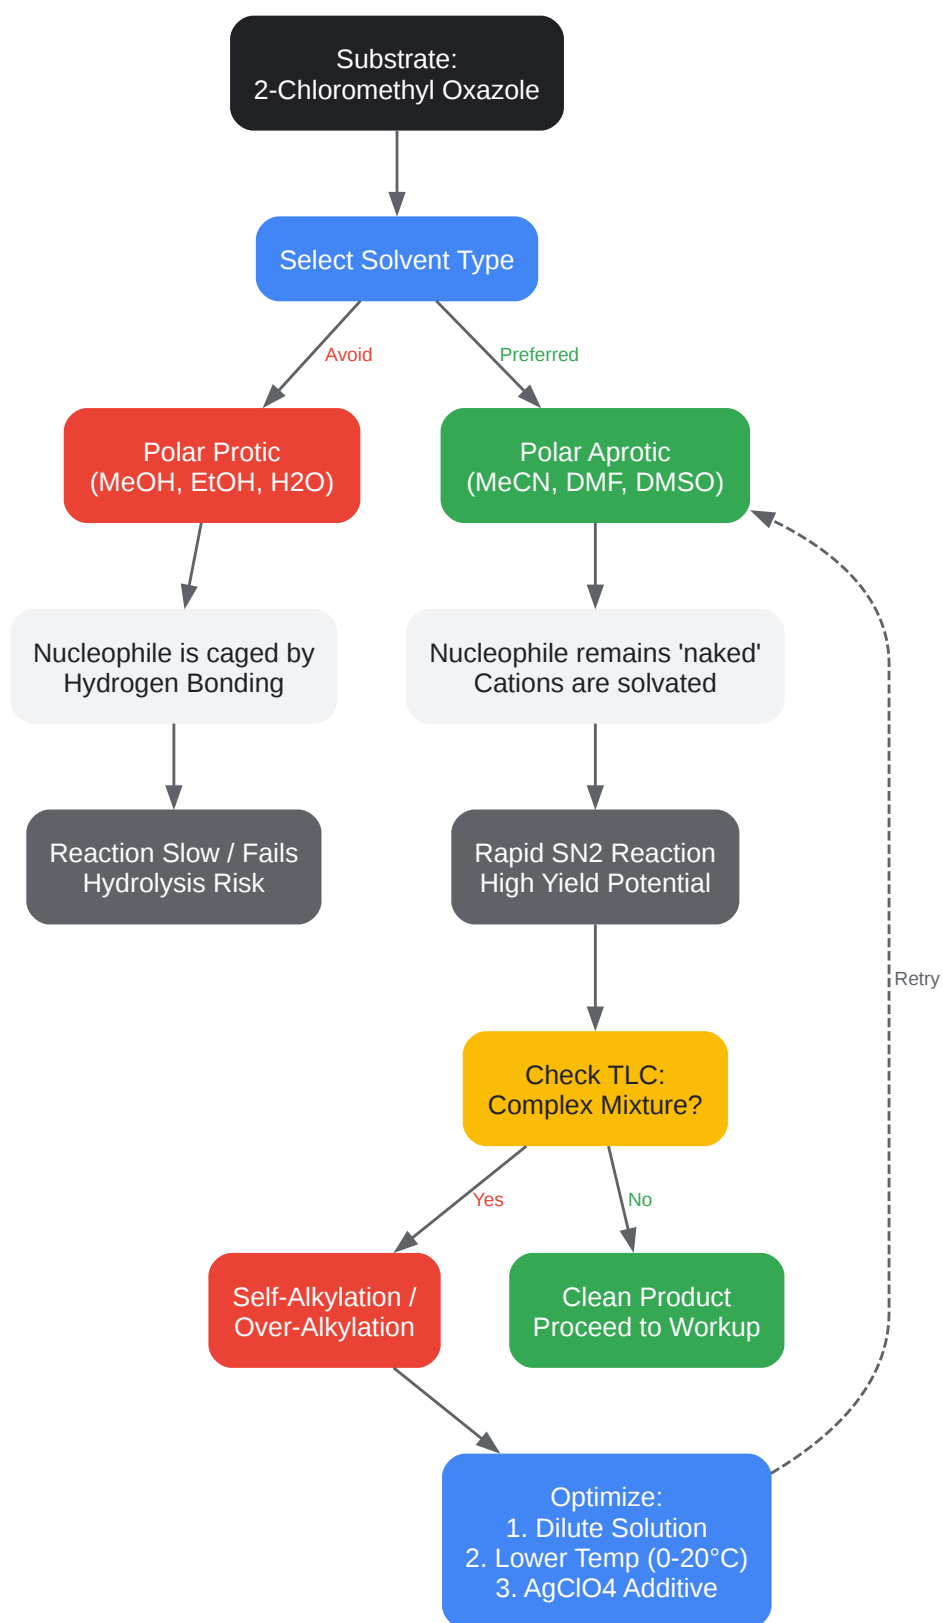 Substrate:
2-Chloromethyl Oxazole
Select Solvent Type
Avoid
Preferred
Polar Protic
(MeOH, EtOH, H2O)
Polar Aprotic
(MeCN, DMF, DMSO)
Nucleophile is caged by
Hydrogen Bonding
Nucleophile remains 'naked'
Cations are solvated
Reaction Slow / Fails
Hydrolysis Risk
Rapid SN2 Reaction
High Yield Potential
Retry
Check TLC:
Complex Mixture?
Yes
No
Self-Alkylation /
Over-Alkylation
Clean Product
Proceed to Workup
Optimize:
1. Dilute Solution
2. Lower Temp (0-20°C)
3. AgClO4 Additive